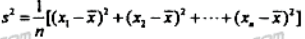 s² = 1/n[(x₁ − x̄)² + (x₂ − x̄)² + ⋯ + (xₙ − x̄)²]